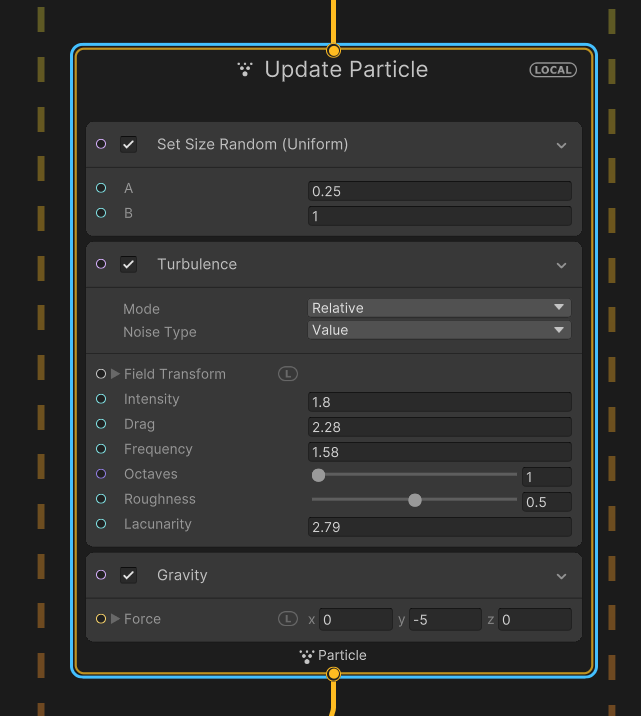 Update Particle LOCAL
Set Size Random (Uniform)
A 0.25
B 1
Turbulence
Mode Relative
Noise Type Value
Field Transform L
Intensity 1.8
Drag 2.28
Frequency 1.58
Octaves 1
Roughness 0.5
Lacunarity 2.79
Gravity
Force L x 0 y -5 z 0
Particle